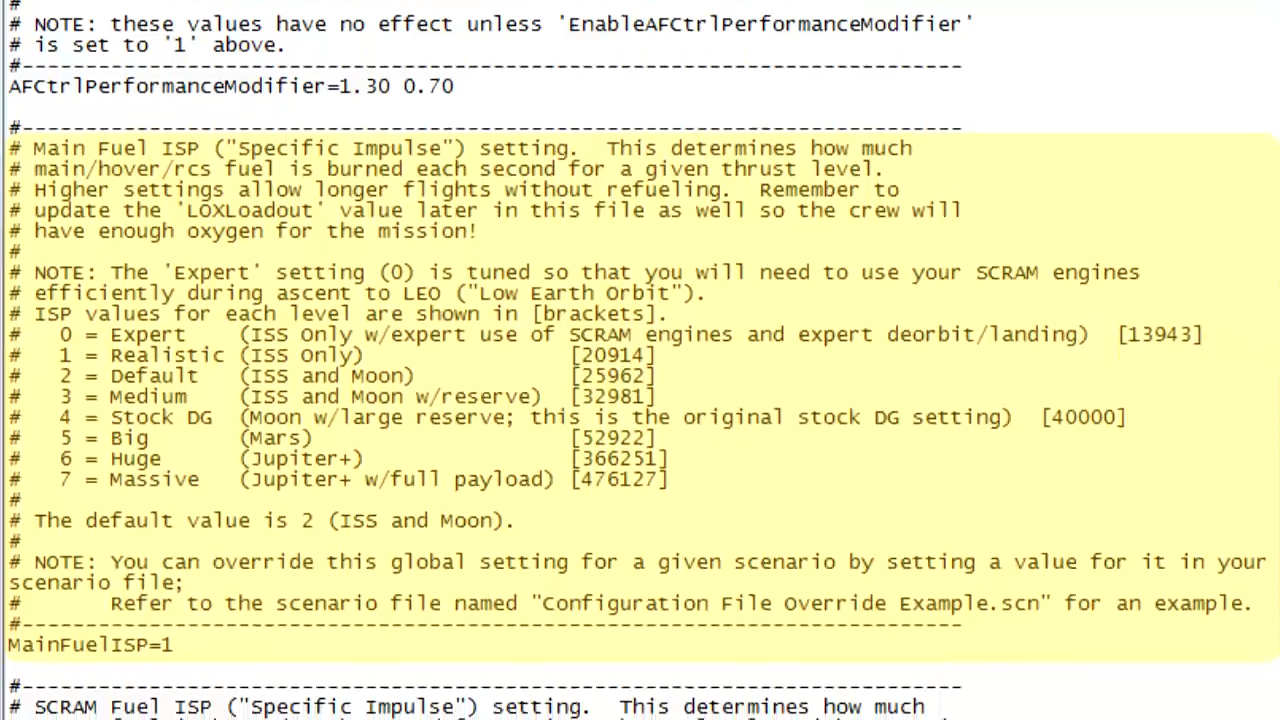 #
# NOTE: these values have no effect unless 'EnableAFCtrlPerformanceModifier'
# is set to '1' above.
#--------------------------------------------------------------------------
AFCtrlPerformanceModifier=1.30 0.70
#--------------------------------------------------------------------------
# Main Fuel ISP ("Specific Impulse") setting.  This determines how much
# main/hover/rcs fuel is burned each second for a given thrust level.
# Higher settings allow longer flights without refueling.  Remember to
# update the 'LOXLoadout' value later in this file as well so the crew will
# have enough oxygen for the mission!
#
# NOTE: The 'Expert' setting (0) is tuned so that you will need to use your SCRAM engines
# efficiently during ascent to LEO ("Low Earth Orbit").
# ISP values for each level are shown in [brackets].
#   0 = Expert    (ISS Only w/expert use of SCRAM engines and expert deorbit/landing)  [13943]
#   1 = Realistic (ISS Only)                [20914]
#   2 = Default   (ISS and Moon)            [25962]
#   3 = Medium    (ISS and Moon w/reserve)  [32981]
#   4 = Stock DG  (Moon w/large reserve; this is the original stock DG setting)  [40000]
#   5 = Big       (Mars)                    [52922]
#   6 = Huge      (Jupiter+)                [366251]
#   7 = Massive   (Jupiter+ w/full payload) [476127]
#
# The default value is 2 (ISS and Moon).
#
# NOTE: You can override this global setting for a given scenario by setting a value for it in your
scenario file;
#       Refer to the scenario file named "Configuration File Override Example.scn" for an example.
#--------------------------------------------------------------------------
MainFuelISP=1
#--------------------------------------------------------------------------
# SCRAM Fuel ISP ("Specific Impulse") setting.  This determines how much